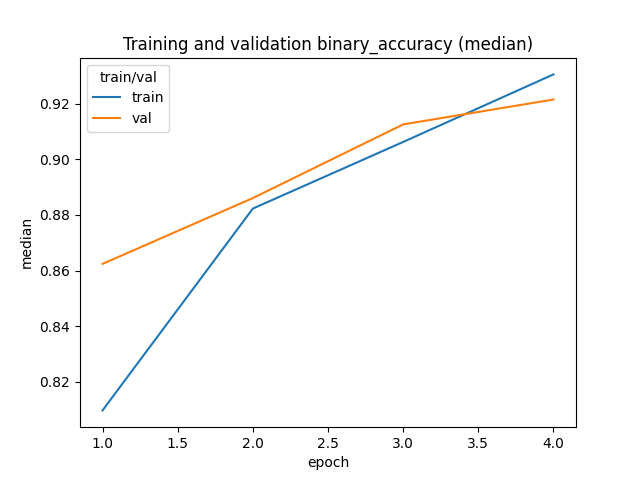 Training and validation binary_accuracy (median)
train/val
train
val
0.92
0.90
0.88
0.86
0.84
0.82
median
1.0 1.5 2.0 2.5 3.0 3.5 4.0
epoch